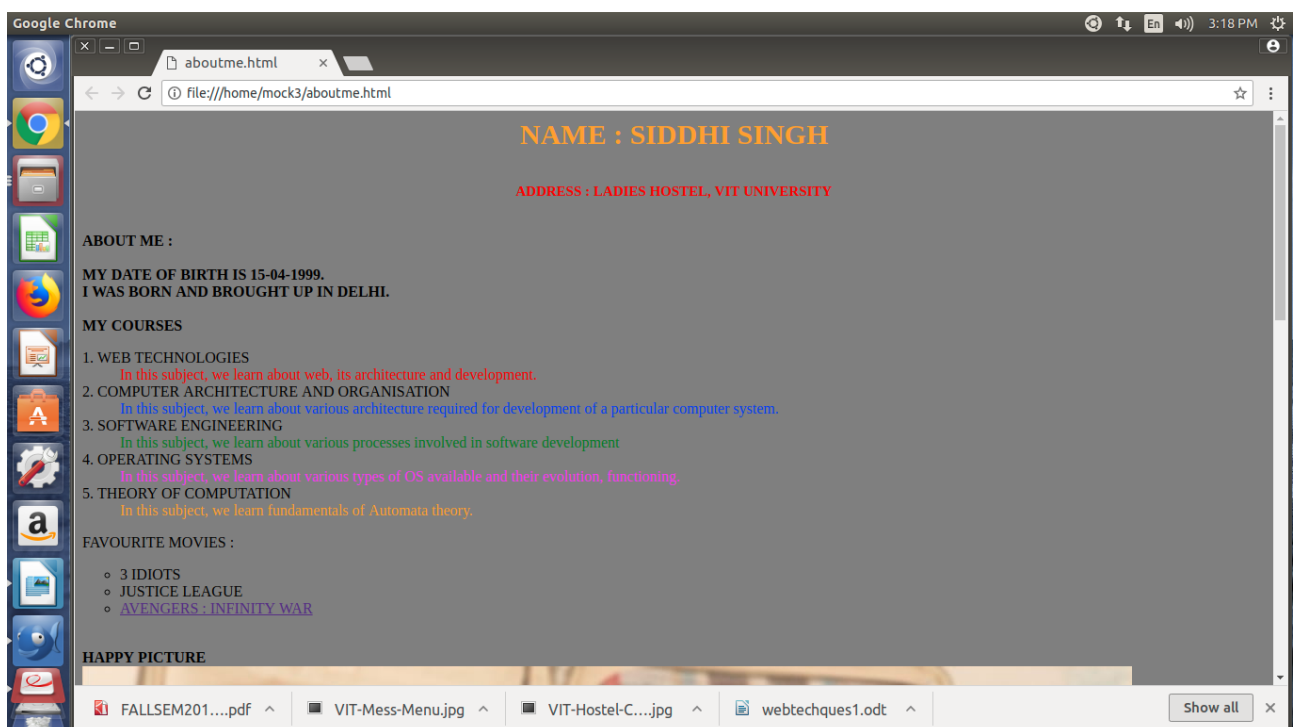 Google Chrome
En
3:18 PM
aboutme.html
file:///home/mock3/aboutme.html
NAME : SIDDHI SINGH
ADDRESS : LADIES HOSTEL, VIT UNIVERSITY
ABOUT ME :
MY DATE OF BIRTH IS 15-04-1999.
I WAS BORN AND BROUGHT UP IN DELHI.
MY COURSES
1. WEB TECHNOLOGIES
In this subject, we learn about web, its architecture and development.
2. COMPUTER ARCHITECTURE AND ORGANISATION
In this subject, we learn about various architecture required for development of a particular computer system.
3. SOFTWARE ENGINEERING
In this subject, we learn about various processes involved in software development
4. OPERATING SYSTEMS
In this subject, we learn about various types of OS available and their evolution, functioning.
5. THEORY OF COMPUTATION
In this subject, we learn fundamentals of Automata theory.
FAVOURITE MOVIES :
3 IDIOTS
JUSTICE LEAGUE
AVENGERS : INFINITY WAR
HAPPY PICTURE
FALLSEM201....pdf
VIT-Mess-Menu.jpg
VIT-Hostel-C....jpg
webtechques1.odt
Show all